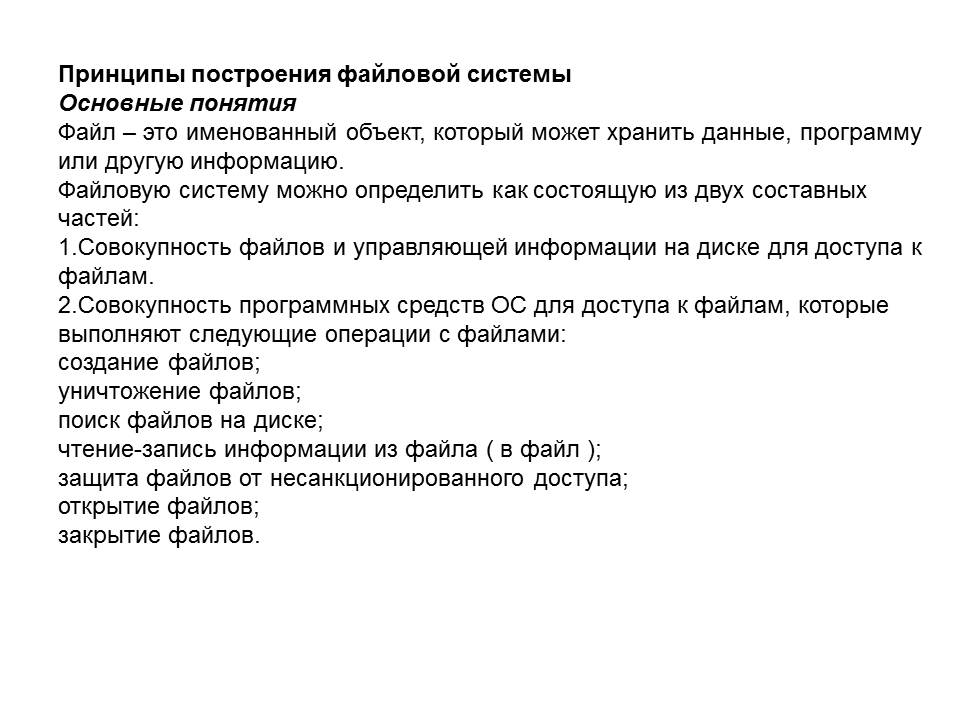 Принципы построения файловой системы
Основные понятия
Файл – это именованный объект, который может хранить данные, программу
или другую информацию.
Файловую систему можно определить как состоящую из двух составных
частей:
1.Совокупность файлов и управляющей информации на диске для доступа к
файлам.
2.Совокупность программных средств ОС для доступа к файлам, которые
выполняют следующие операции с файлами:
создание файлов;
уничтожение файлов;
поиск файлов на диске;
чтение-запись информации из файла ( в файл );
защита файлов от несанкционированного доступа;
открытие файлов;
закрытие файлов.